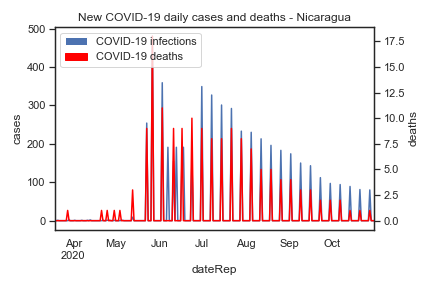 New COVID-19 daily cases and deaths - Nicaragua
COVID-19 infections
COVID-19 deaths
500
400
300
200
100
0
cases
17.5
15.0
12.5
10.0
7.5
5.0
2.5
0.0
deaths
Apr
2020
May
Jun
Jul
Aug
Sep
Oct
dateRep